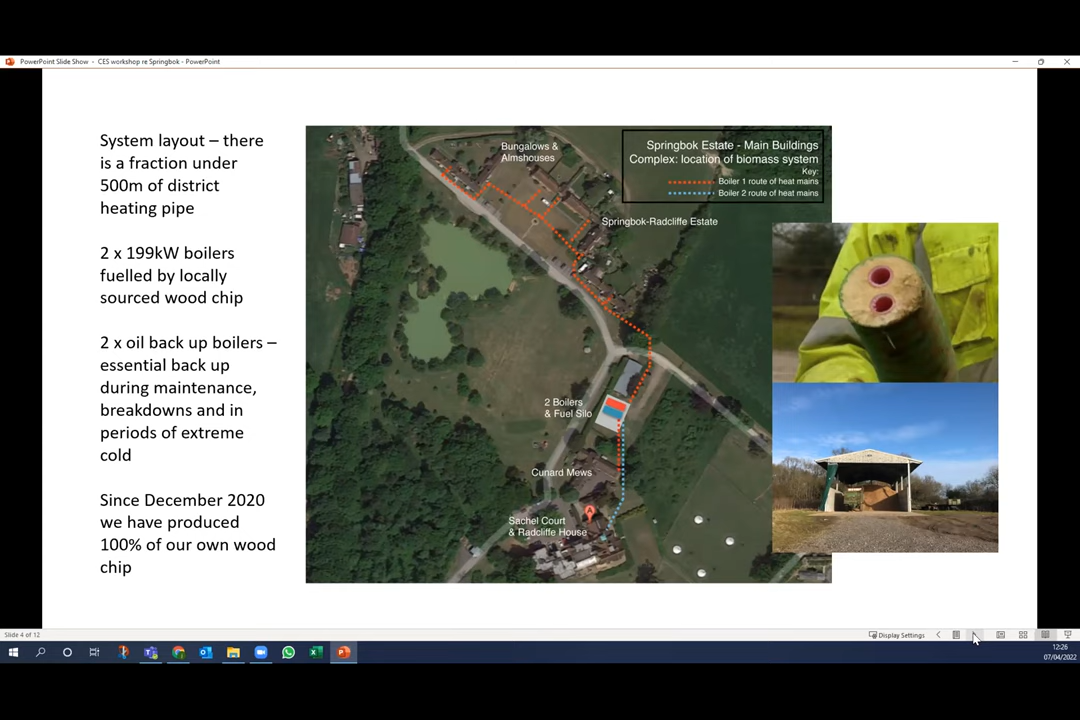 PowerPoint Slide Show - CES workshop re Springbok - PowerPoint
System layout – there
is a fraction under
500m of district
heating pipe
2 x 199kW boilers
fuelled by locally
sourced wood chip
2 x oil back up boilers –
essential back up
during maintenance,
breakdowns and in
periods of extreme
cold
Since December 2020
we have produced
100% of our own wood
chip
Bungalows &
Almshouses
Springbok Estate - Main Buildings
Complex: location of biomass system
Key:
Boiler 1 route of heat mains
Boiler 2 route of heat mains
Springbok-Radcliffe Estate
2 Boilers
& Fuel Silo
Cunard Mews
Sachel Court
& Radcliffe House
A
Slide 4 of 12
Display Settings
12:26
07/04/2022